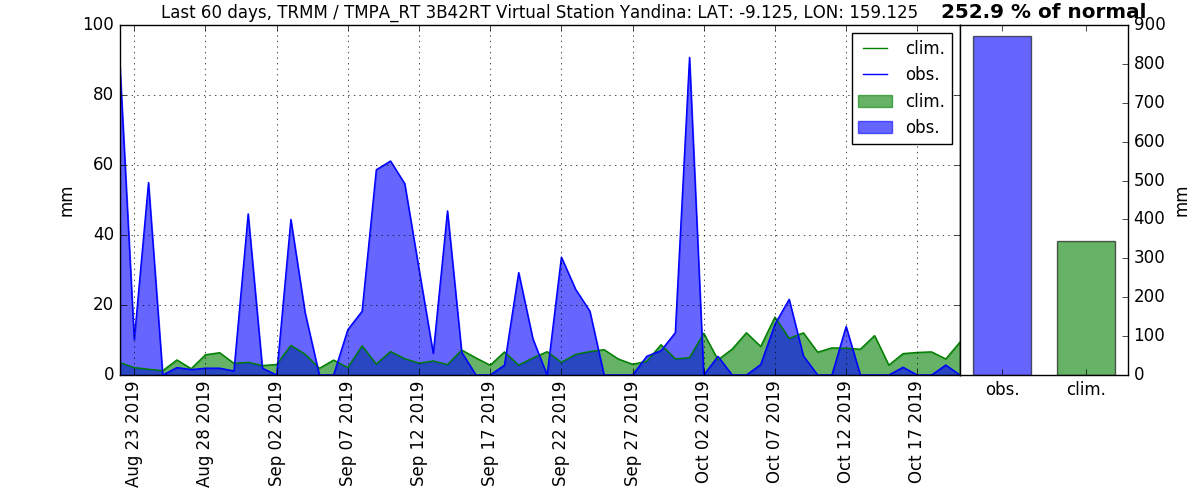 Last 60 days, TRMM / TMPA_RT 3B42RT Virtual Station Yandina: LAT: -9.125, LON: 159.125
252.9 % of normal
100
80
60
40
20
0
mm
clim.
obs.
clim.
obs.
Aug 23 2019
Aug 28 2019
Sep 02 2019
Sep 07 2019
Sep 12 2019
Sep 17 2019
Sep 22 2019
Sep 27 2019
Oct 02 2019
Oct 07 2019
Oct 12 2019
Oct 17 2019
900
800
700
600
500
400
300
200
100
0
mm
obs.
clim.